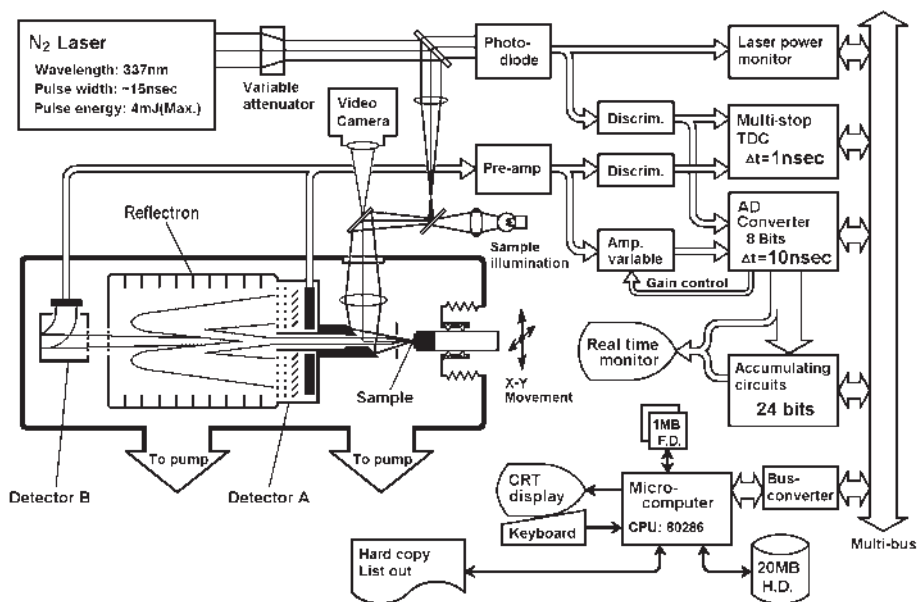 N₂ Laser
Wavelength: 337nm
Pulse width: ~15nsec
Pulse energy: 4mJ(Max.)
Variable
attenuator
Photo-
diode
Laser power
monitor
Video
Camera
Discrim.
Multi-stop
TDC
Δt=1nsec
Pre-amp
Discrim.
AD
Converter
8 Bits
Δt=10nsec
Amp.
variable
Gain control
Sample
illumination
Reflectron
Real time
monitor
Accumulating
circuits
24 bits
Sample
X-Y
Movement
To pump
To pump
Detector B
Detector A
1MB
F.D.
CRT
display
Keyboard
Micro-
computer
CPU: 80286
Bus-
converter
Multi-bus
Hard copy
List out
20MB
H.D.